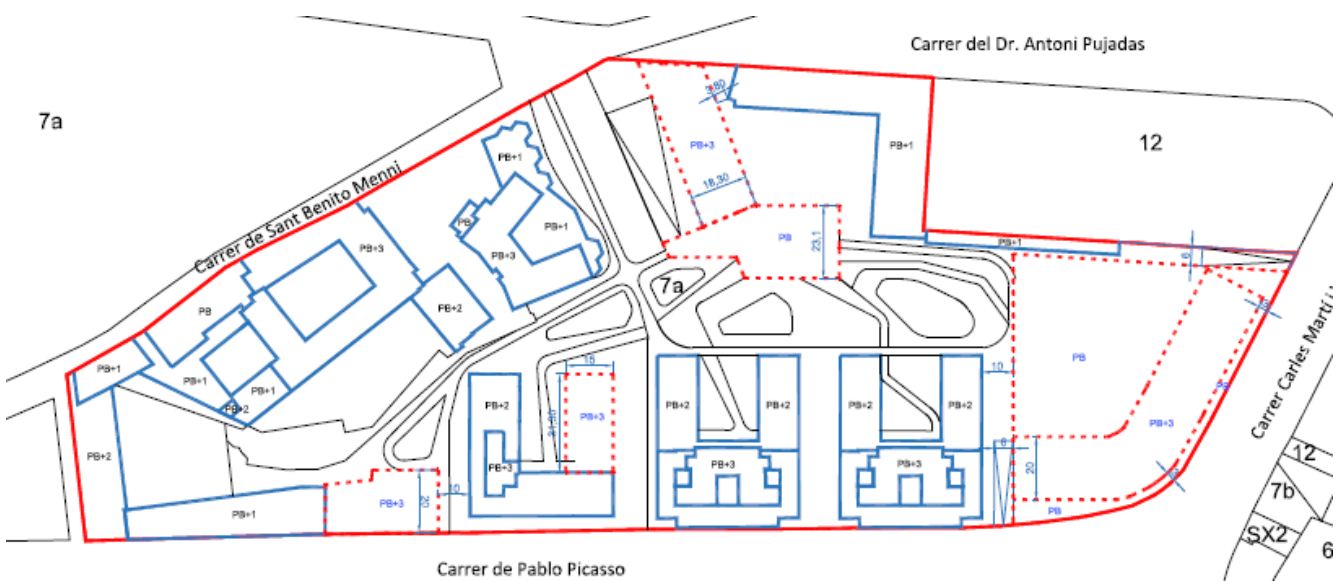 Carrer del Dr. Antoni Pujadas
7a
3,80
12
PB+3
PB+1
PB+1
18,30
Carrer de Sant Benito Menni
PB
PB+1
PB
23,1
PB+1
PB+3
PB+3
6
7a
PB+2
PB
3
PB
PB+1
15
10
PB+1
PB+1
PB+2
PB+2
PB+2
PB+2
PB+2
PB+2
PB+3
PB+3
Carrer Carles Martí i
6
12
PB+2
PB+3
PB+3
PB+3
20
7b
PB+1
PB+3
20
10
PB
SX2
6
Carrer de Pablo Picasso